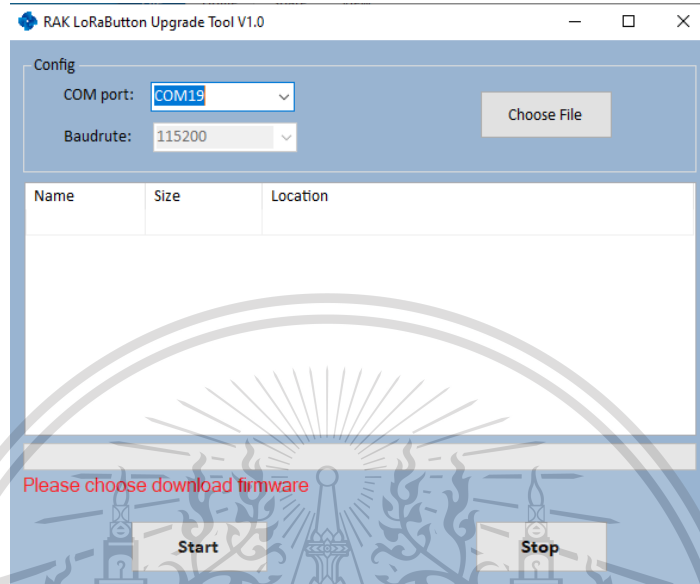 RAK LoRaButton Upgrade Tool V1.0
Config
COM port: COM19
Choose File
Baudrute: 115200
Name Size Location
Please choose download firmware
Start Stop